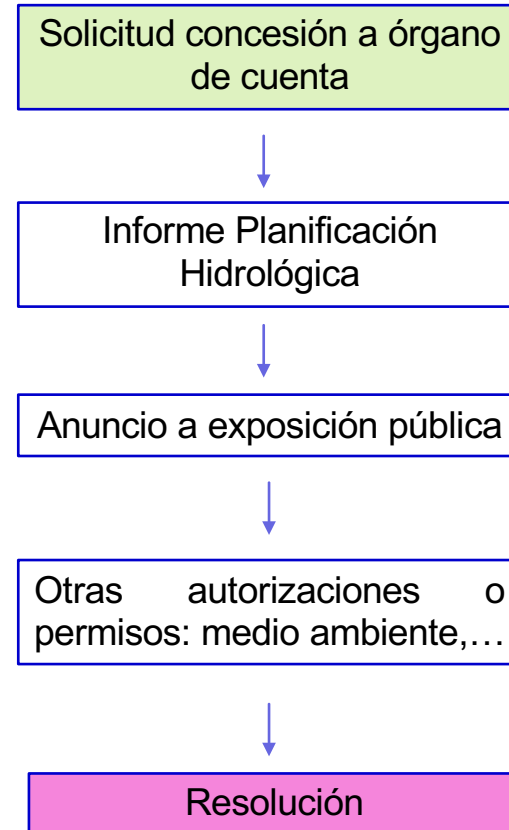 Solicitud concesión a órgano
de cuenta
Informe Planificación
Hidrológica
Anuncio a exposición pública
Otras autorizaciones o
permisos: medio ambiente,…
Resolución